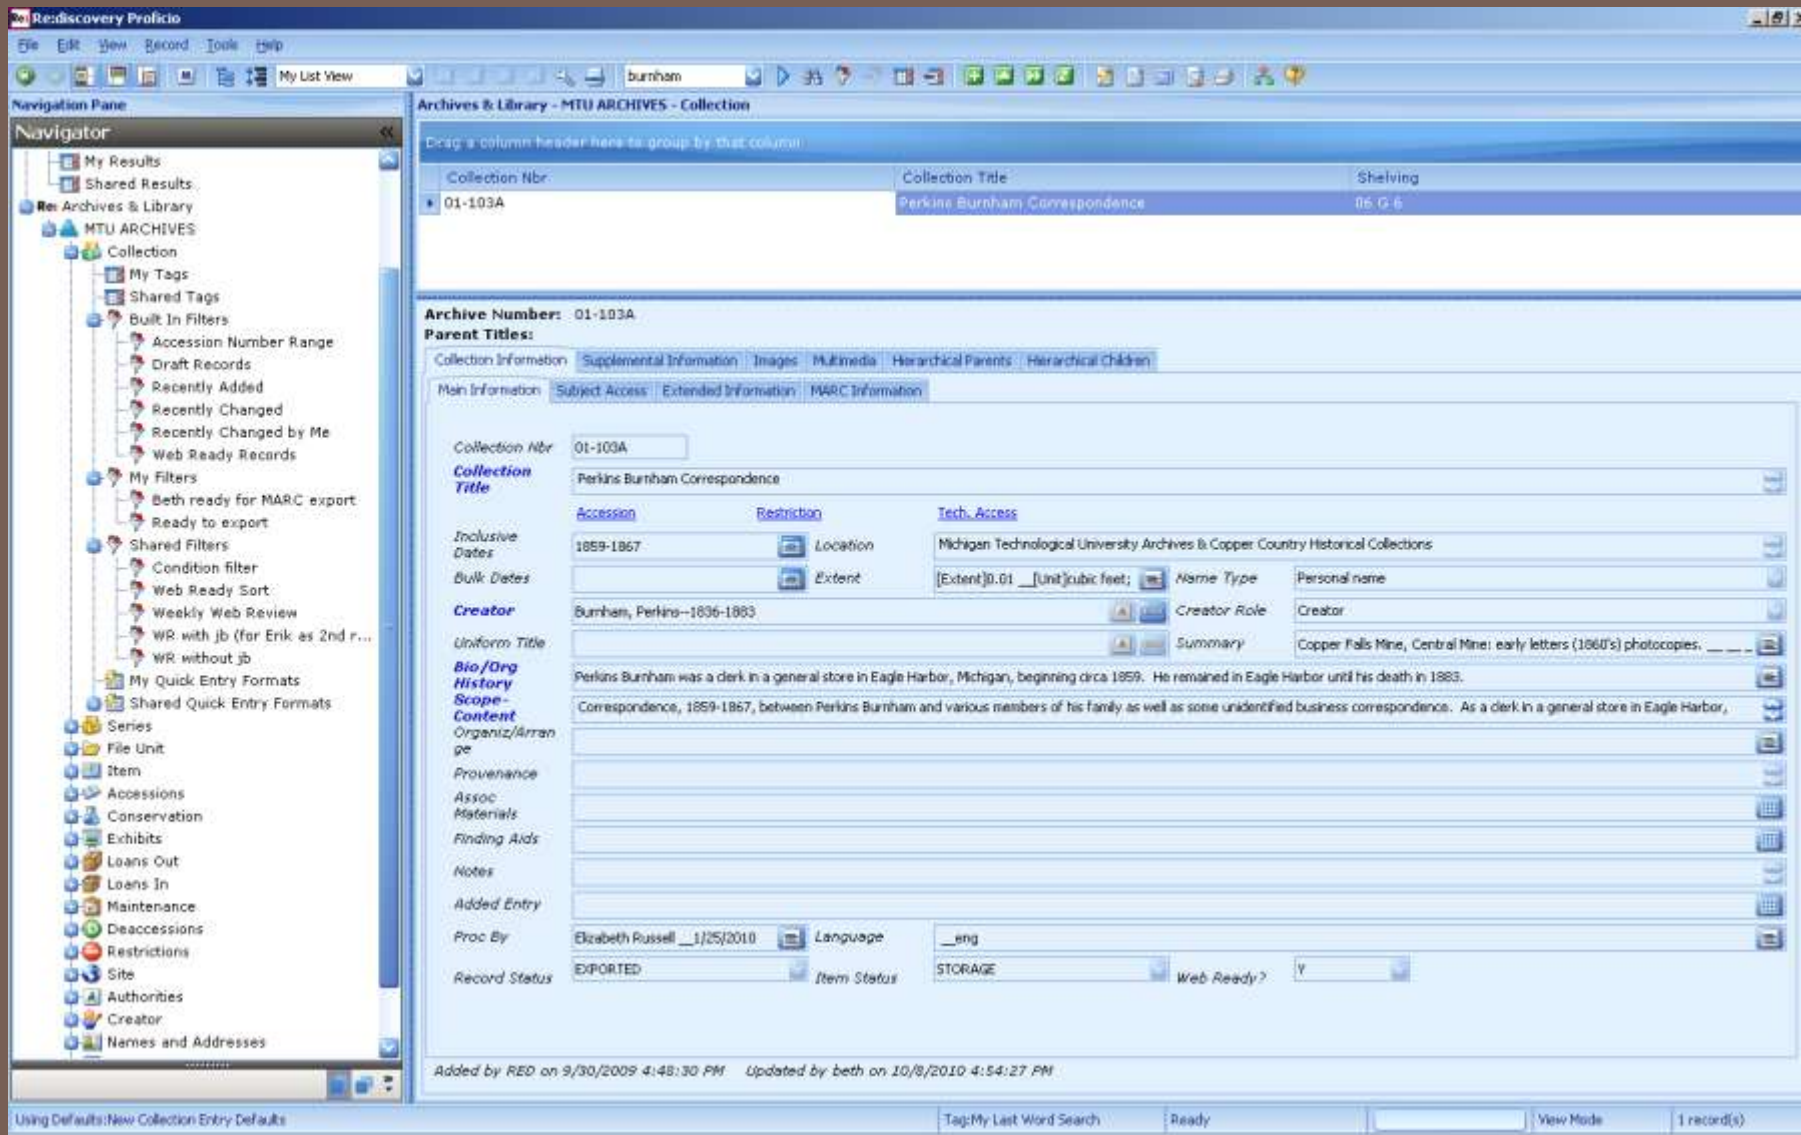 Re:discovery Proficio
File Edit View Record Tools Help
My List View burnham
Navigation Pane
Navigator
My Results
Shared Results
Re: Archives & Library
MTU ARCHIVES
Collection
My Tags
Shared Tags
Built In Filters
Accession Number Range
Draft Records
Recently Added
Recently Changed
Recently Changed by Me
Web Ready Records
My Filters
Beth ready for MARC export
Ready to export
Shared Filters
Condition filter
Web Ready Sort
Weekly Web Review
WR with jb (for Erik as 2nd r...
WR without jb
My Quick Entry Formats
Shared Quick Entry Formats
Series
File Unit
Item
Accessions
Conservation
Exhibits
Loans Out
Loans In
Maintenance
Deaccessions
Restrictions
Site
Authorities
Creator
Names and Addresses
Archives & Library - MTU ARCHIVES - Collection
Drag a column header here to group by that column
Collection Nbr Collection Title Shelving
01-103A Perkins Burnham Correspondence 06 G 6
Archive Number: 01-103A
Parent Titles:
Collection Information Supplemental Information Images Multimedia Hierarchical Parents Hierarchical Children
Main Information Subject Access Extended Information MARC Information
Collection Nbr 01-103A
Collection Title Perkins Burnham Correspondence
Accession Restriction Tech. Access
Inclusive Dates 1859-1867 Location Michigan Technological University Archives & Copper Country Historical Collections
Bulk Dates Extent [Extent]0.01 __[Unit]cubic feet; Name Type Personal name
Creator Burnham, Perkins--1836-1883 Creator Role Creator
Uniform Title Summary Copper Falls Mine, Central Mine: early letters (1860's) photocopies. __ __ _
Bio/Org History Perkins Burnham was a clerk in a general store in Eagle Harbor, Michigan, beginning circa 1859. He remained in Eagle Harbor until his death in 1883.
Scope-Content Correspondence, 1859-1867, between Perkins Burnham and various members of his family as well as some unidentified business correspondence. As a clerk in a general store in Eagle Harbor,
Organiz/Arran
ge
Provenance
Assoc Materials
Finding Aids
Notes
Added Entry
Proc By Elizabeth Russell __1/25/2010 Language __eng
Record Status EXPORTED Item Status STORAGE Web Ready? Y
Added by RED on 9/30/2009 4:48:30 PM Updated by beth on 10/8/2010 4:54:27 PM
Using Defaults:New Collection Entry Defaults Tag:My Last Word Search Ready View Mode 1 record(s)